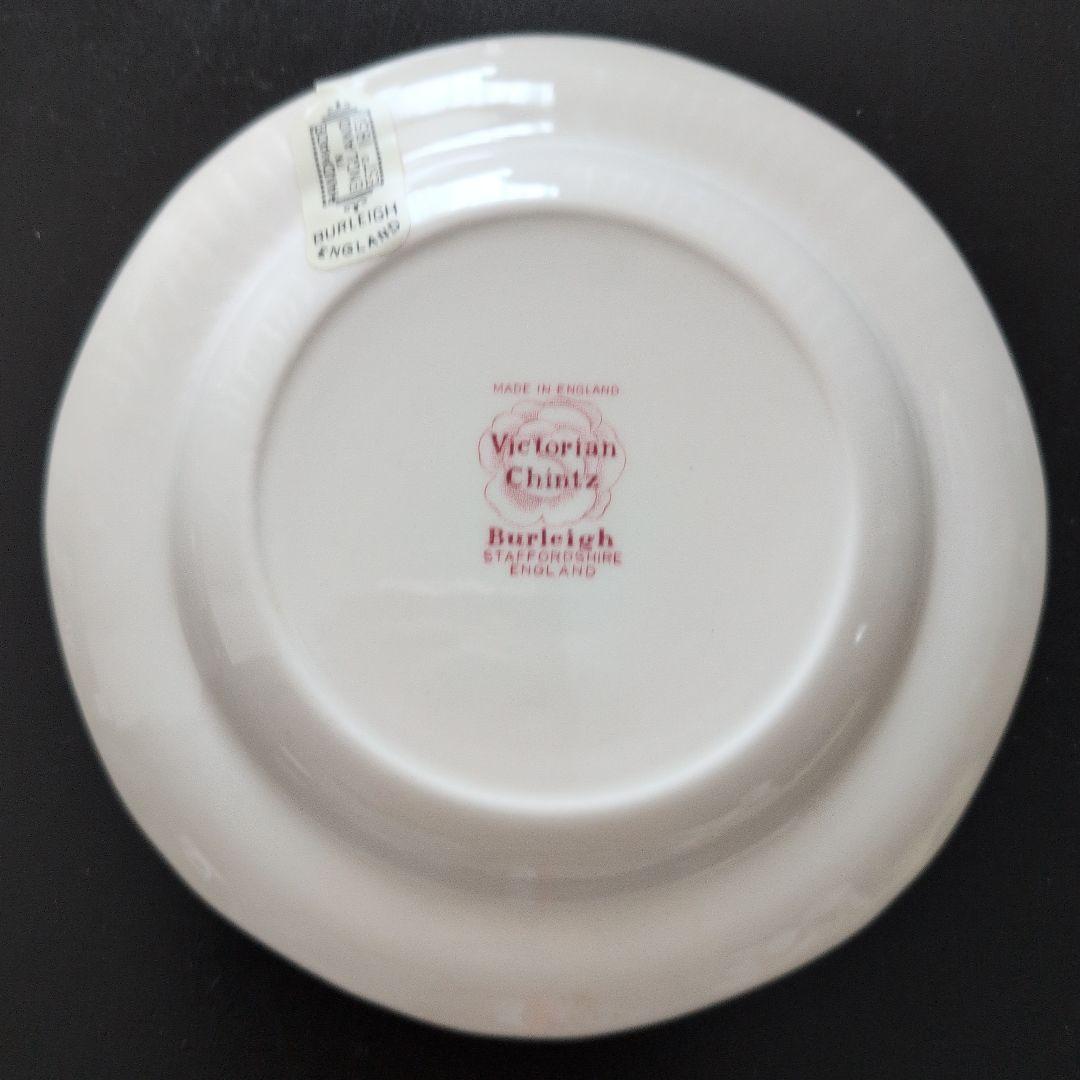 BURLEIGH
ENGLAND
MADE IN ENGLAND
Victorian
Chintz
Burleigh
STAFFORDSHIRE
ENGLAND